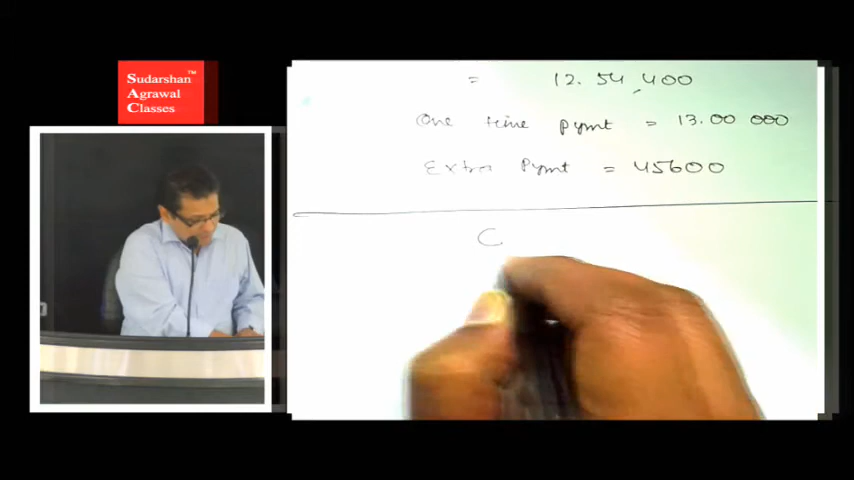 Sudarshan™
Agrawal
Classes
= 12.54,400
One time pymt = 13.00 000
Extra Pymt = 45600
C